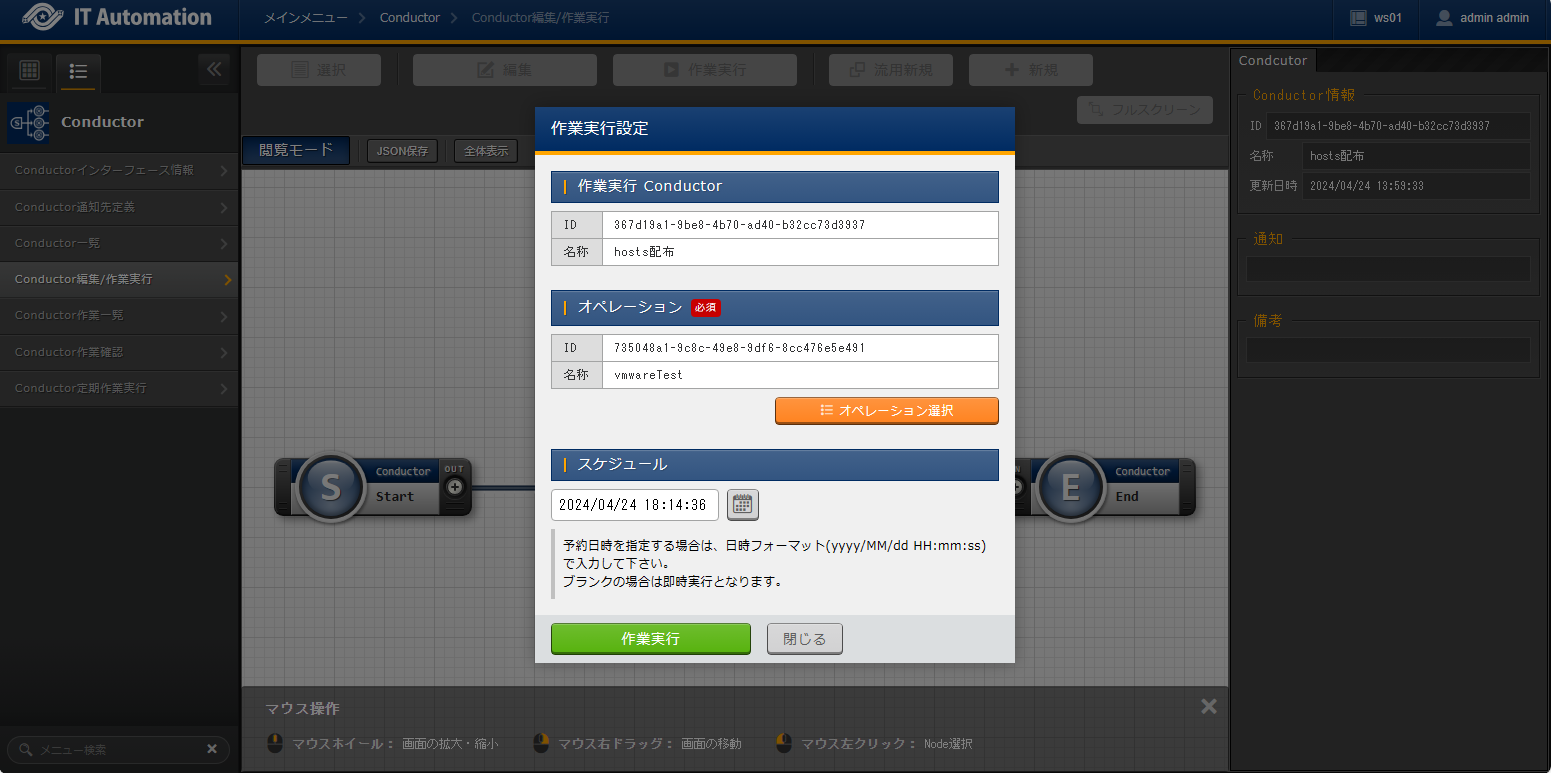 IT Automation
メインメニュー
Conductor
Conductor編集/作業実行
ws01
admin admin
選択
編集
作業実行
流用新規
新規
フルスクリーン
Conductor
Conductorインターフェース情報
Conductor通知先定義
Conductor一覧
Conductor編集/作業実行
Conductor作業一覧
Conductor作業確認
Conductor定期作業実行
メニュー検索
閲覧モード
JSON保存
全体表示
S
Conductor
Start
OUT
作業実行設定
作業実行 Conductor
ID 367d19a1-9be8-4b70-ad40-b32cc73d3937
名称 hosts配布
オペレーション 必須
ID 735048a1-9c8c-49e8-9df6-8cc476e5e491
名称 vmwareTest
オペレーション選択
スケジュール
2024/04/24 18:14:36
予約日時を指定する場合は、日時フォーマット(yyyy/MM/dd HH:mm:ss)
で入力して下さい。
ブランクの場合は即時実行となります。
作業実行
閉じる
E
Conductor
End
マウス操作
マウスホイール： 画面の拡大・縮小
マウス右ドラッグ： 画面の移動
マウス左クリック： Node選択
Condcutor
Conductor情報
ID 367d19a1-9be8-4b70-ad40-b32cc73d3937
名称 hosts配布
更新日時 2024/04/24 13:59:33
通知
備考